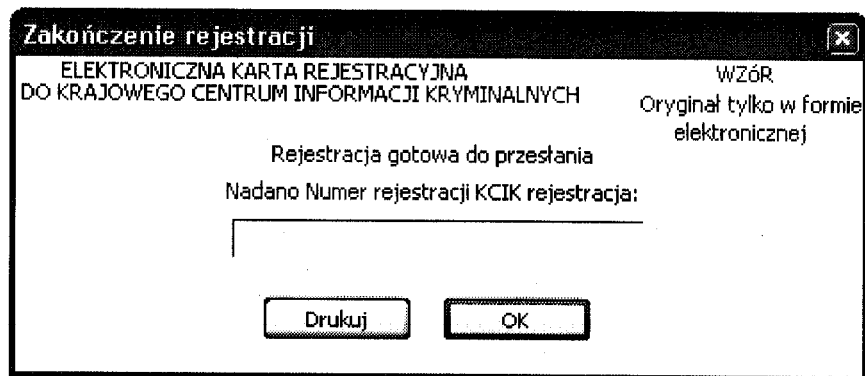 Zakończenie rejestracji
ELEKTRONICZNA KARTA REJESTRACYJNA
DO KRAJOWEGO CENTRUM INFORMACJI KRYMINALNYCH
WZÓR
Oryginał tylko w formie
elektronicznej
Rejestracja gotowa do przesłania
Nadano Numer rejestracji KCIK rejestracja:
Drukuj
OK